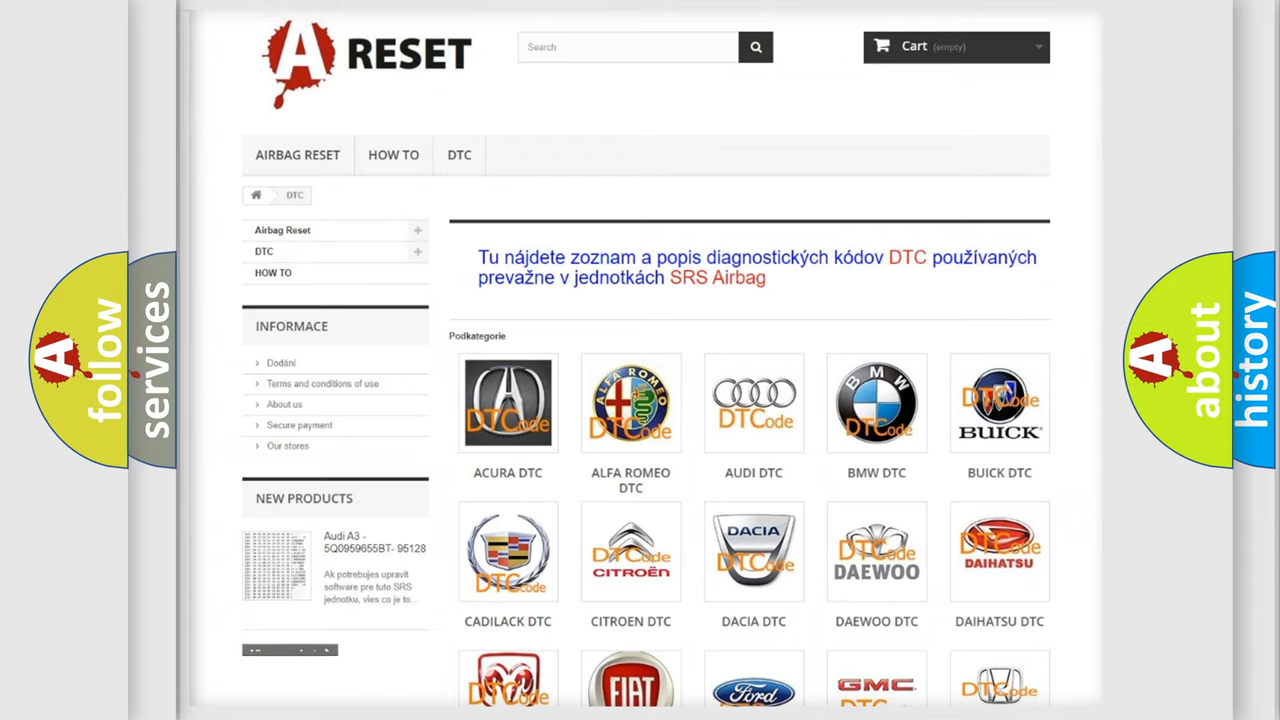 A RESET
Search
Cart (empty)
AIRBAG RESET
HOW TO
DTC
DTC
Airbag Reset
DTC
HOW TO
Tu nájdete zoznam a popis diagnostických kódov DTC používaných
prevažne v jednotkách SRS Airbag
INFORMACE
Dodání
Terms and conditions of use
About us
Secure payment
Our stores
Podkategorie
DTCode
ALFA ROMEO
DTCode
DTCode
BMW
DTCode
DTCode
BUICK
ACURA DTC
ALFA ROMEO
DTC
AUDI DTC
BMW DTC
BUICK DTC
NEW PRODUCTS
Audi A3 -
5Q0959655BT- 95128
Ak potrebujes upravit
software pre tuto SRS
jednotku, vies co je to...
DTCode
DTCode
CITROËN
DACIA
DTCode
DTCode
DAEWOO
DTCode
DAIHATSU
CADILACK DTC
CITROEN DTC
DACIA DTC
DAEWOO DTC
DAIHATSU DTC
DTCode
FIAT
Ford
GMC
DTCode
A follow
services
A about
history